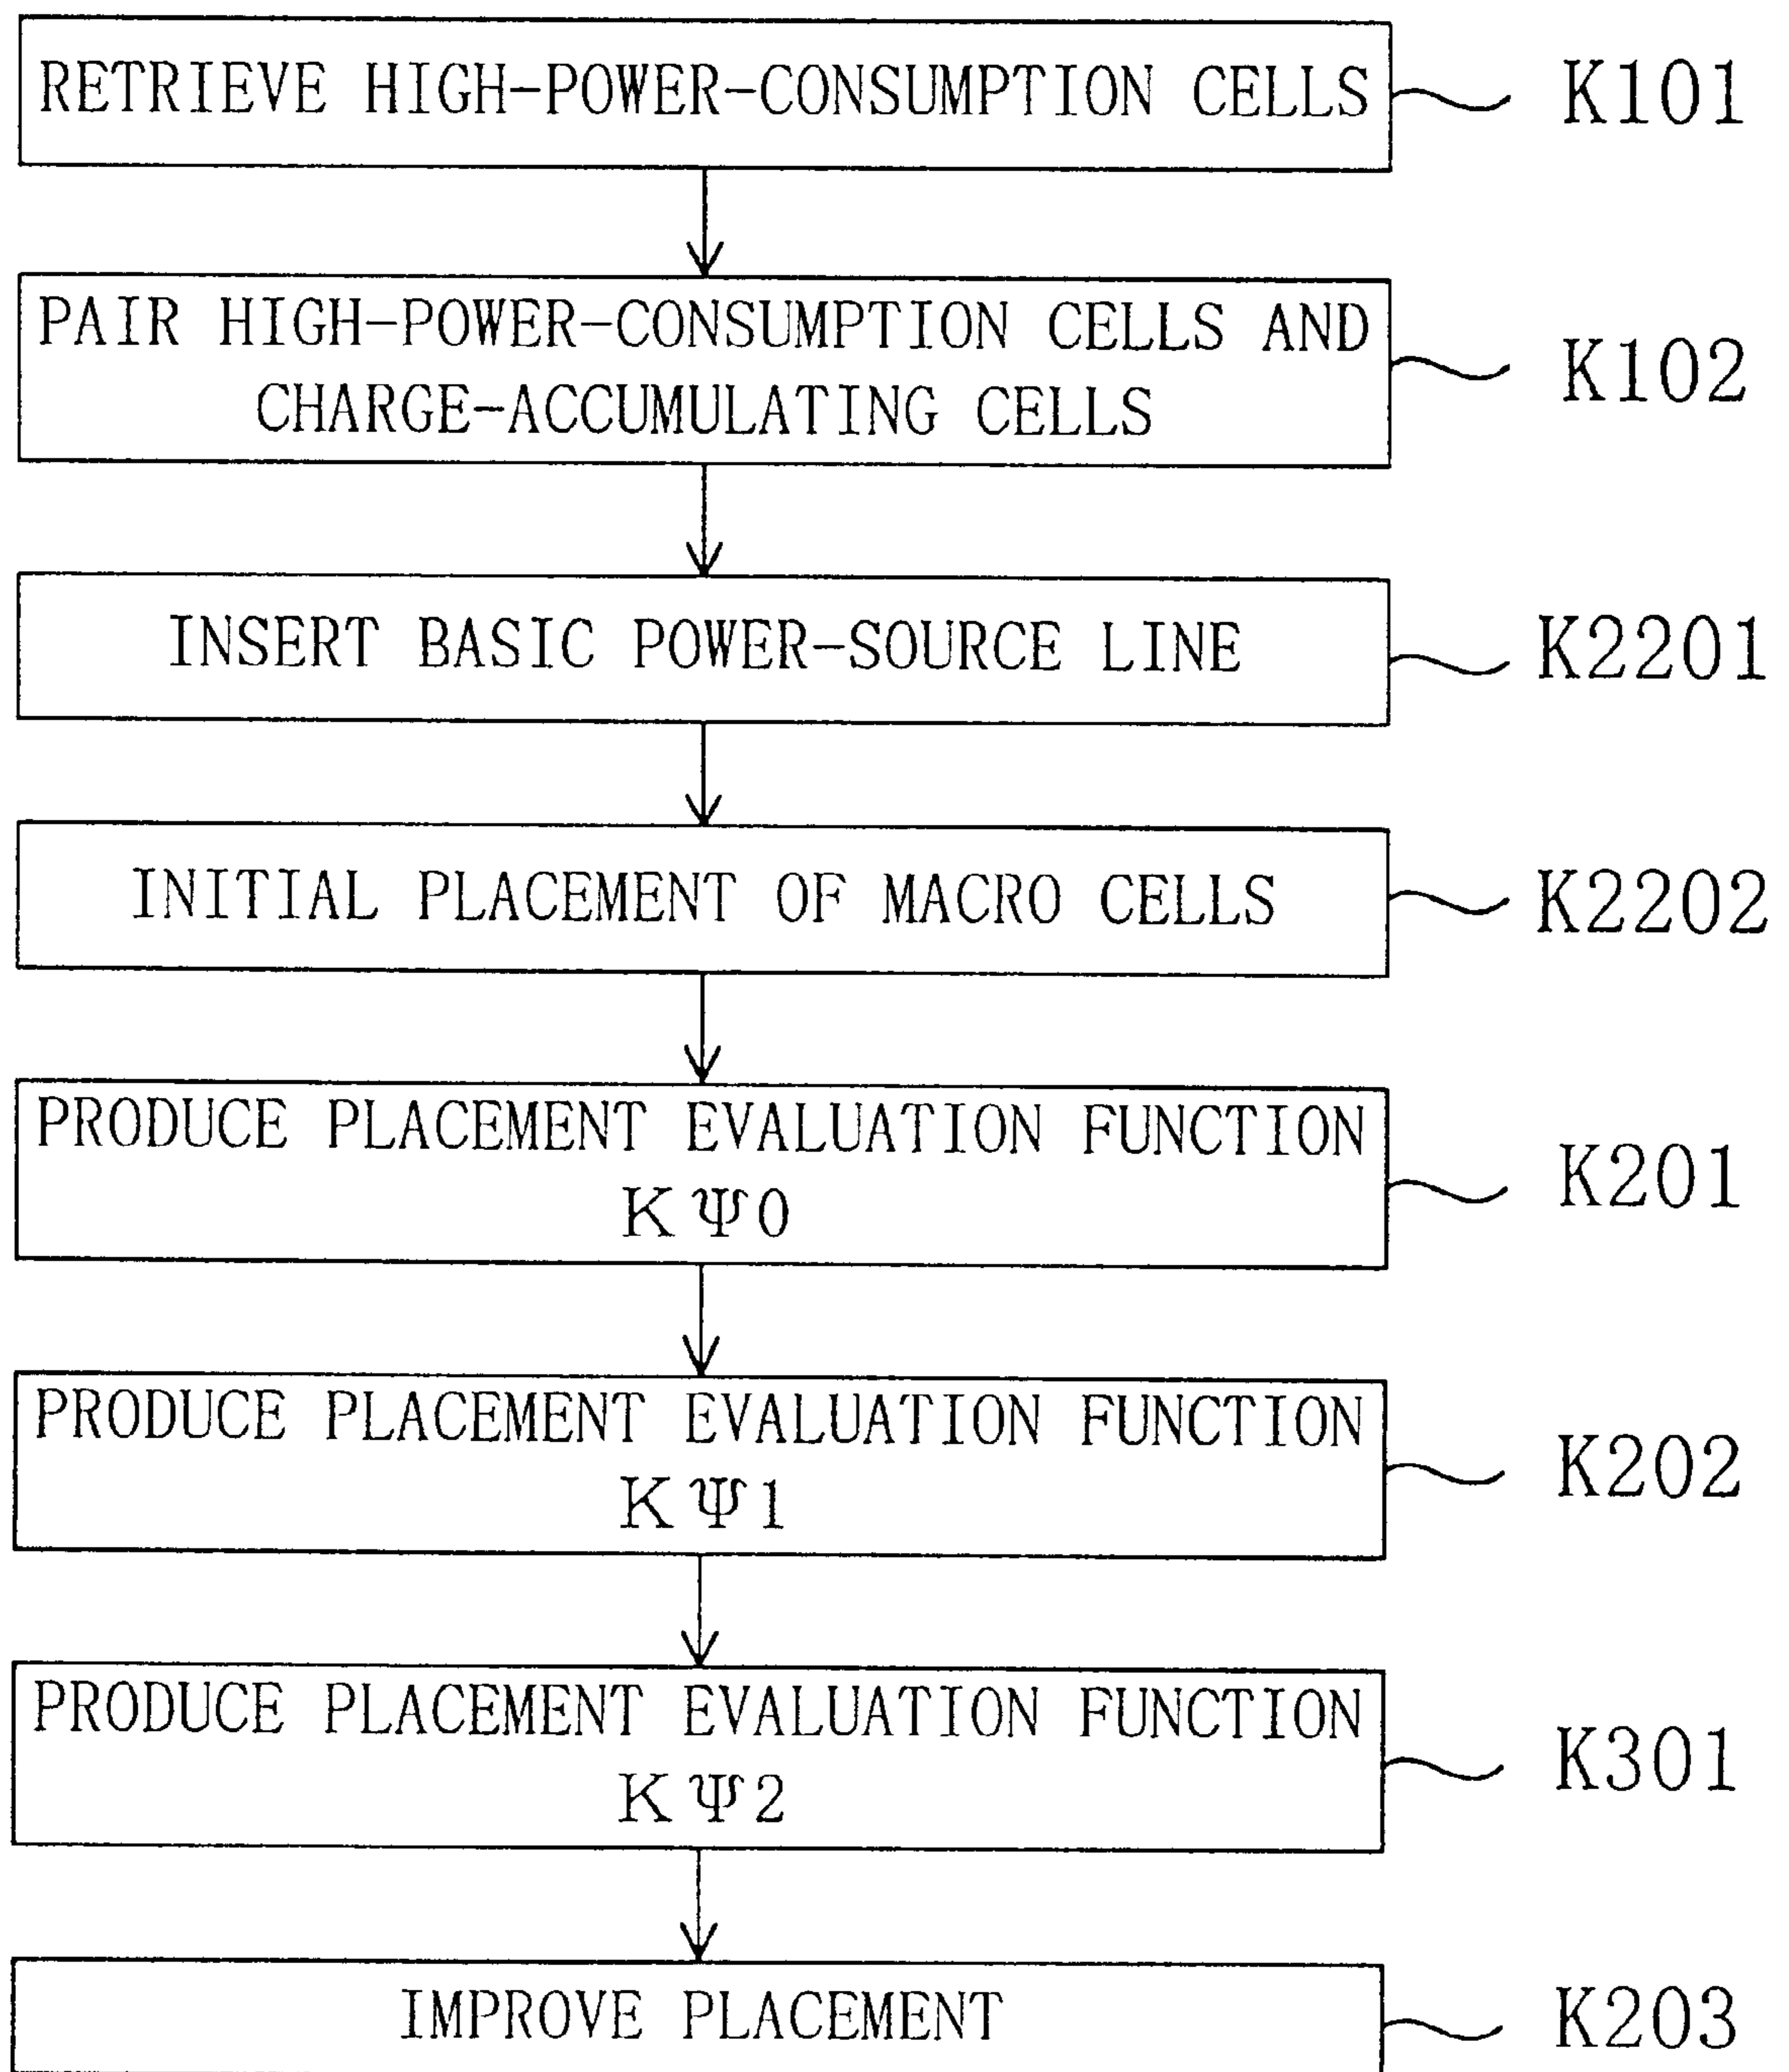 RETRIEVE HIGH-POWER-CONSUMPTION CELLS K101
PAIR HIGH-POWER-CONSUMPTION CELLS AND
CHARGE-ACCUMULATING CELLS K102
INSERT BASIC POWER-SOURCE LINE K2201
INITIAL PLACEMENT OF MACRO CELLS K2202
PRODUCE PLACEMENT EVALUATION FUNCTION
KΨ0 K201
PRODUCE PLACEMENT EVALUATION FUNCTION
KΨ1 K202
PRODUCE PLACEMENT EVALUATION FUNCTION
KΨ2 K301
IMPROVE PLACEMENT K203